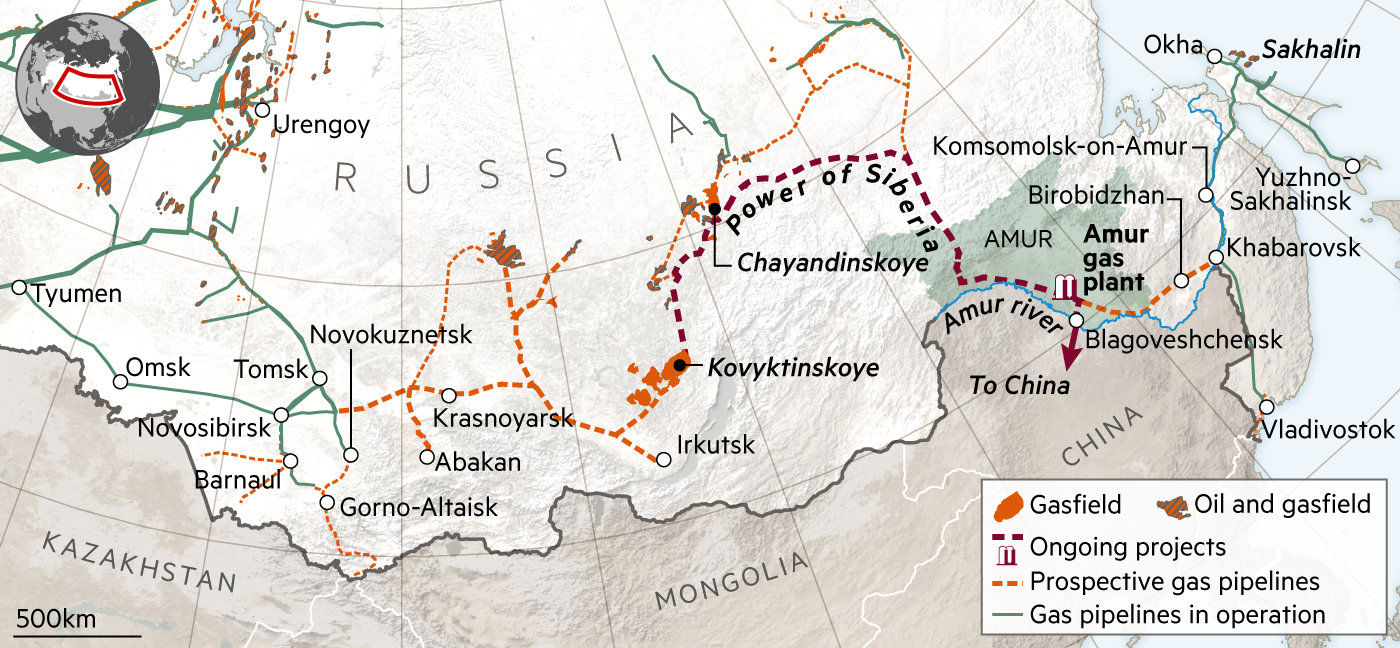 Okha
Sakhalin
Urengoy
RUSSIA
Komsomolsk-on-Amur
Yuzhno-
Sakhalinsk
Birobidzhan
Power of Siberia
AMUR
Amur
gas
plant
Khabarovsk
Chayandinskoye
Tyumen
Amur river
Novokuznetsk
Blagoveshchensk
Omsk
Tomsk
Kovyktinskoye
To China
Krasnoyarsk
Novosibirsk
Irkutsk
CHINA
Vladivostok
Abakan
Barnaul
Gorno-Altaisk
KAZAKHSTAN
MONGOLIA
500km
Gasfield
Oil and gasfield
Ongoing projects
Prospective gas pipelines
Gas pipelines in operation